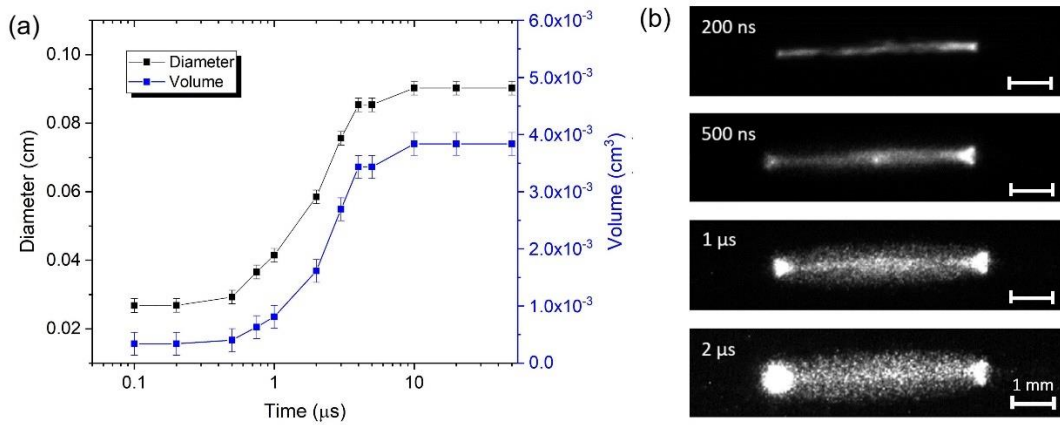 (a)
Diameter (cm)
0.10
0.08
0.06
0.04
0.02
Diameter
Volume
6.0x10⁻³
5.0x10⁻³
4.0x10⁻³
3.0x10⁻³
2.0x10⁻³
1.0x10⁻³
0.0
Volume (cm³)
0.1
1
10
Time (μs)
(b)
200 ns
500 ns
1 μs
2 μs
1 mm